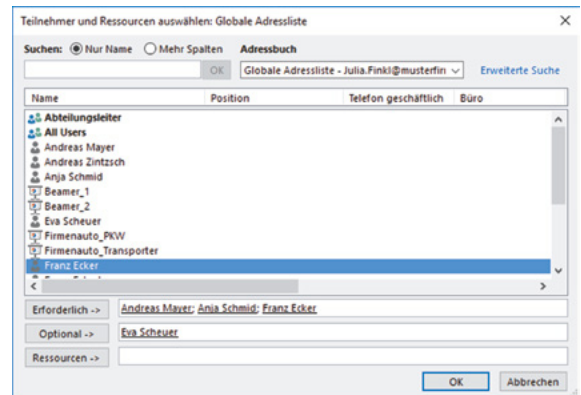 Teilnehmer und Ressourcen auswählen: Globale Adressliste
Suchen: Nur Name Mehr Spalten Adressbuch
OK Globale Adressliste - Julia.Finkl@musterfin Erweiterte Suche
Name Position Telefon geschäftlich Büro
Abteilungsleiter
All Users
Andreas Mayer
Andreas Zintzsch
Anja Schmid
Beamer_1
Beamer_2
Eva Scheuer
Firmenauto_PKW
Firmenauto_Transporter
Franz Ecker
Erforderlich -> Andreas Mayer; Anja Schmid; Franz Ecker
Optional -> Eva Scheuer
Ressourcen ->
OK Abbrechen